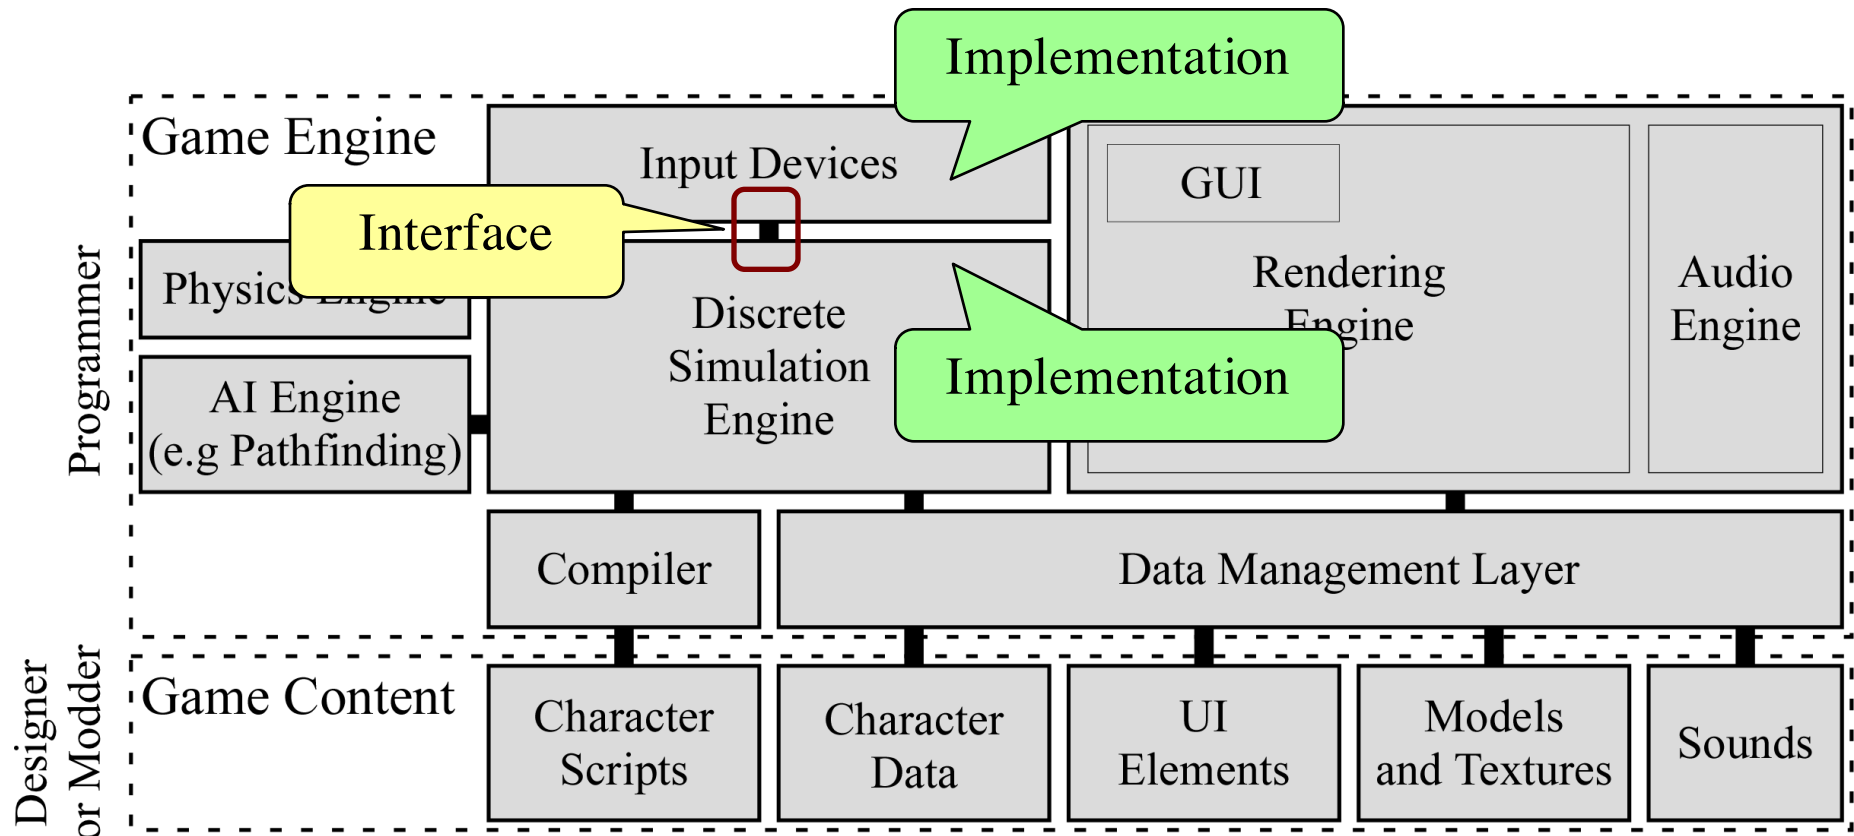 Implementation
Game Engine
Input Devices
GUI
Interface
Physics Engine
Discrete
Simulation
Engine
Rendering
Engine
Audio
Engine
Implementation
AI Engine
(e.g Pathfinding)
Programmer
Compiler
Data Management Layer
Designer
or Modder
Game Content
Character
Scripts
Character
Data
UI
Elements
Models
and Textures
Sounds